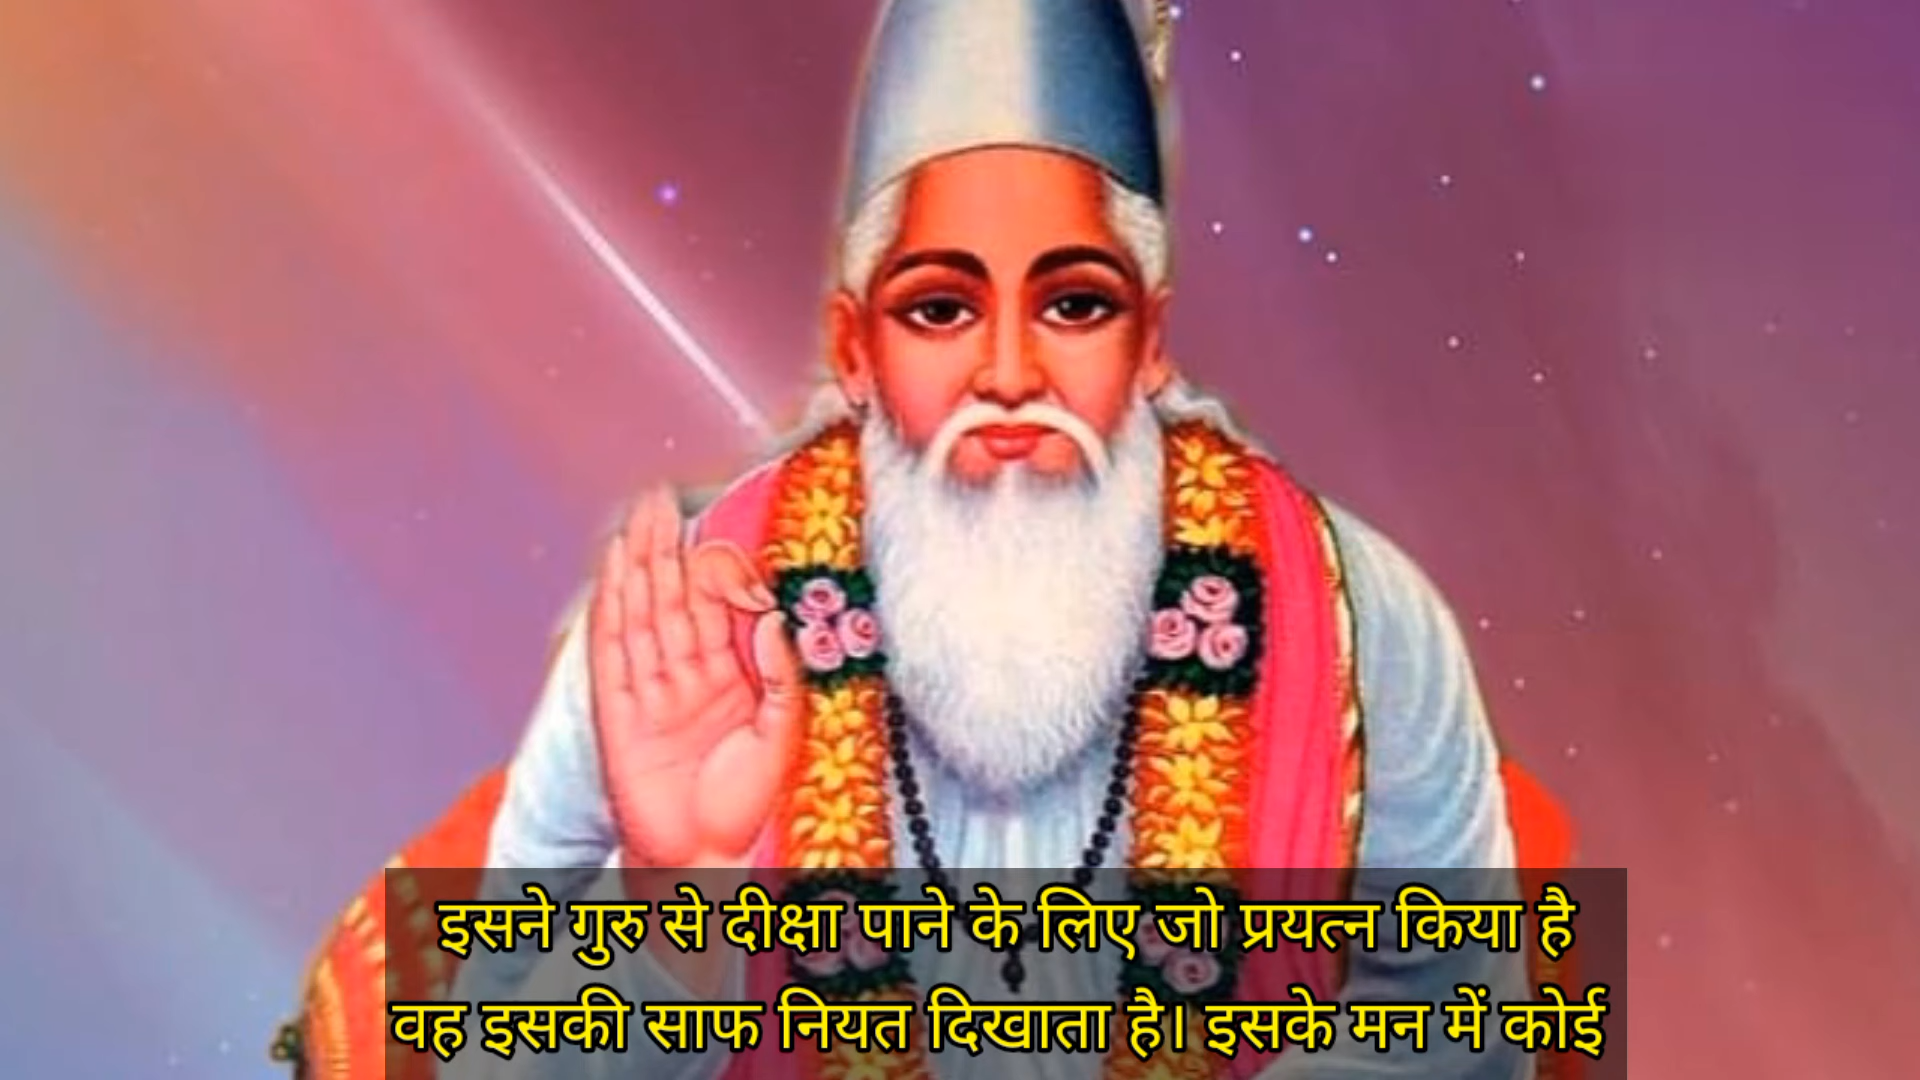 इसने गुरु से दीक्षा पाने के लिए जो प्रयत्न किया है
वह इसकी साफ नियत दिखाता है। इसके मन में कोई